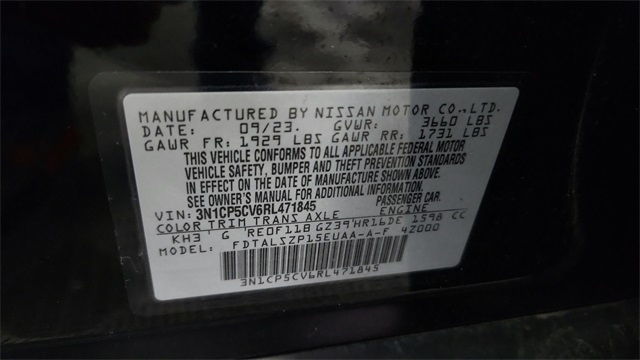 MANUFACTURED BY NISSAN MOTOR CO.,LTD.
DATE: 09/23. GVWR: 3660 LBS
GAWR FR: 1929 LBS GAWR RR: 1731 LBS
THIS VEHICLE CONFORMS TO ALL APPLICABLE FEDERAL MOTOR
VEHICLE SAFETY, BUMPER AND THEFT PREVENTION STANDARDS
IN EFFECT ON THE DATE OF MANUFACTURE SHOWN ABOVE.
SEE OWNER'S MANUAL FOR ADDITIONAL INFORMATION.
VIN: 3N1CP5CV6RL471845 PASSENGER CAR.
COLOR TRIM TRANS AXLE ENGINE
KH3 G RE0F11B GZ39 HR16DE 1598 CC
MODEL: FDTALSZP15EUAA-A-F 4Z000
3N1CP5CV6RL471845